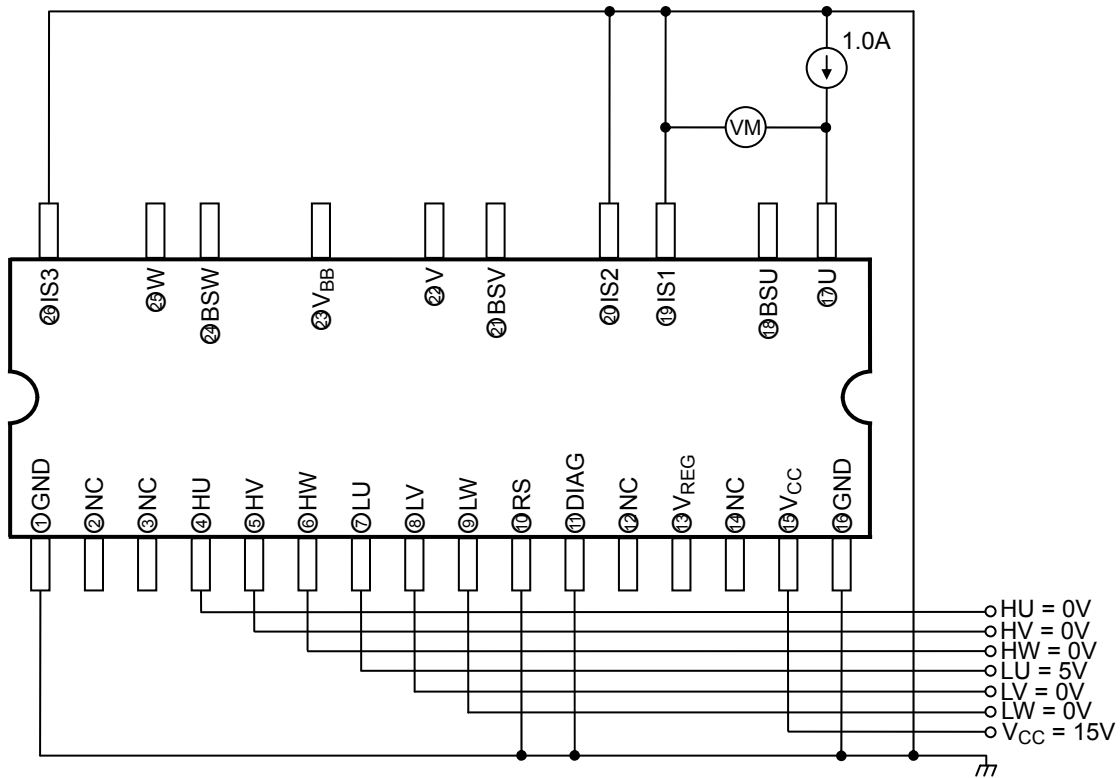 1.0A
VM
㉖IS3
㉕W
㉔BSW
㉓VBB
㉒V
㉑BSV
⑳IS2
⑲IS1
⑱BSU
⑰U
①GND
②NC
③NC
④HU
⑤HV
⑥HW
⑦LU
⑧LV
⑨LW
⑩RS
⑪DIAG
⑫NC
⑬VREG
⑭NC
⑮VCC
⑯GND
HU = 0V
HV = 0V
HW = 0V
LU = 5V
LV = 0V
LW = 0V
VCC = 15V